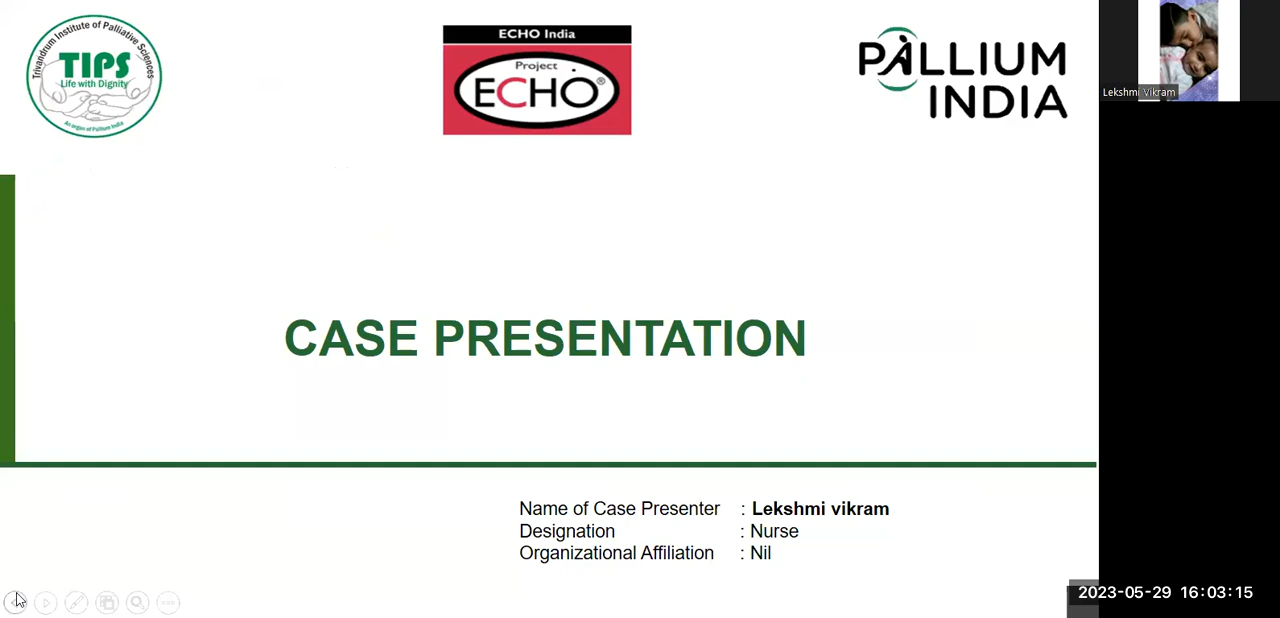 Trivandrum Institute of Palliative Sciences
TIPS
Life with Dignity
An organ of Pallium India
ECHO India
Project
ECHO®
PALLIUM
INDIA
Lekshmi Vikram
CASE PRESENTATION
Name of Case Presenter : Lekshmi vikram
Designation : Nurse
Organizational Affiliation : Nil
2023-05-29 16:03:15